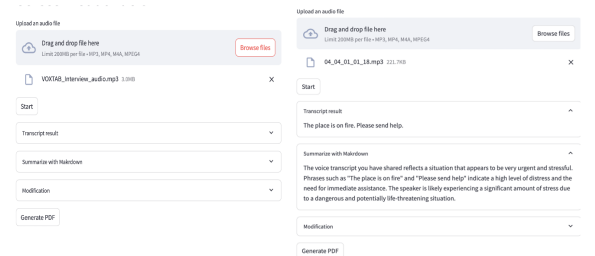 Upload an audio file
Drag and drop file here
Limit 200MB per file • MP3, MP4, M4A, MPEG4
Browse files
VOXTAB_Interview_audio.mp3 3.0MB
Start
Transcript result
Summarize with Makrdown
Modification
Generate PDF
Upload an audio file
Drag and drop file here
Limit 200MB per file • MP3, MP4, M4A, MPEG4
Browse files
04_04_01_01_18.mp3 221.7KB
Start
Transcript result
The place is on fire. Please send help.
Summarize with Makrdown
The voice transcript you have shared reflects a situation that appears to be very urgent and stressful.
Phrases such as "The place is on fire" and "Please send help" indicate a high level of distress and the
need for immediate assistance. The speaker is likely experiencing a significant amount of stress due
to a dangerous and potentially life-threatening situation.
Modification
Generate PDF